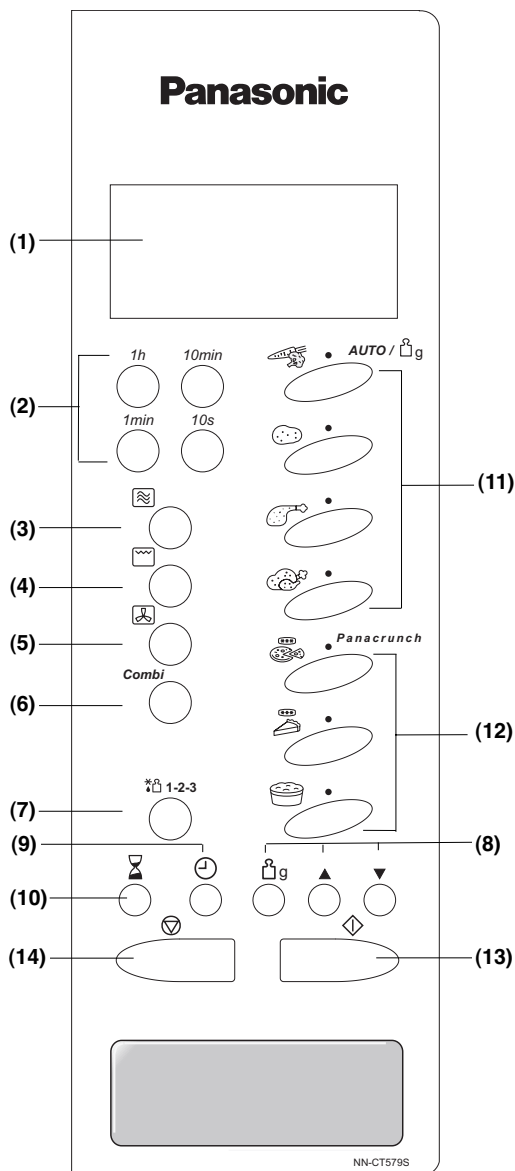 Panasonic
(1)
1h 10min AUTO / g
(2)
1min 10s
(11)
(3)
(4)
(5) Panacrunch
Combi
(6)
(12)
1-2-3
(7)
(9) (8)
g ▲ ▼
(10)
(14) (13)
NN-CT579S